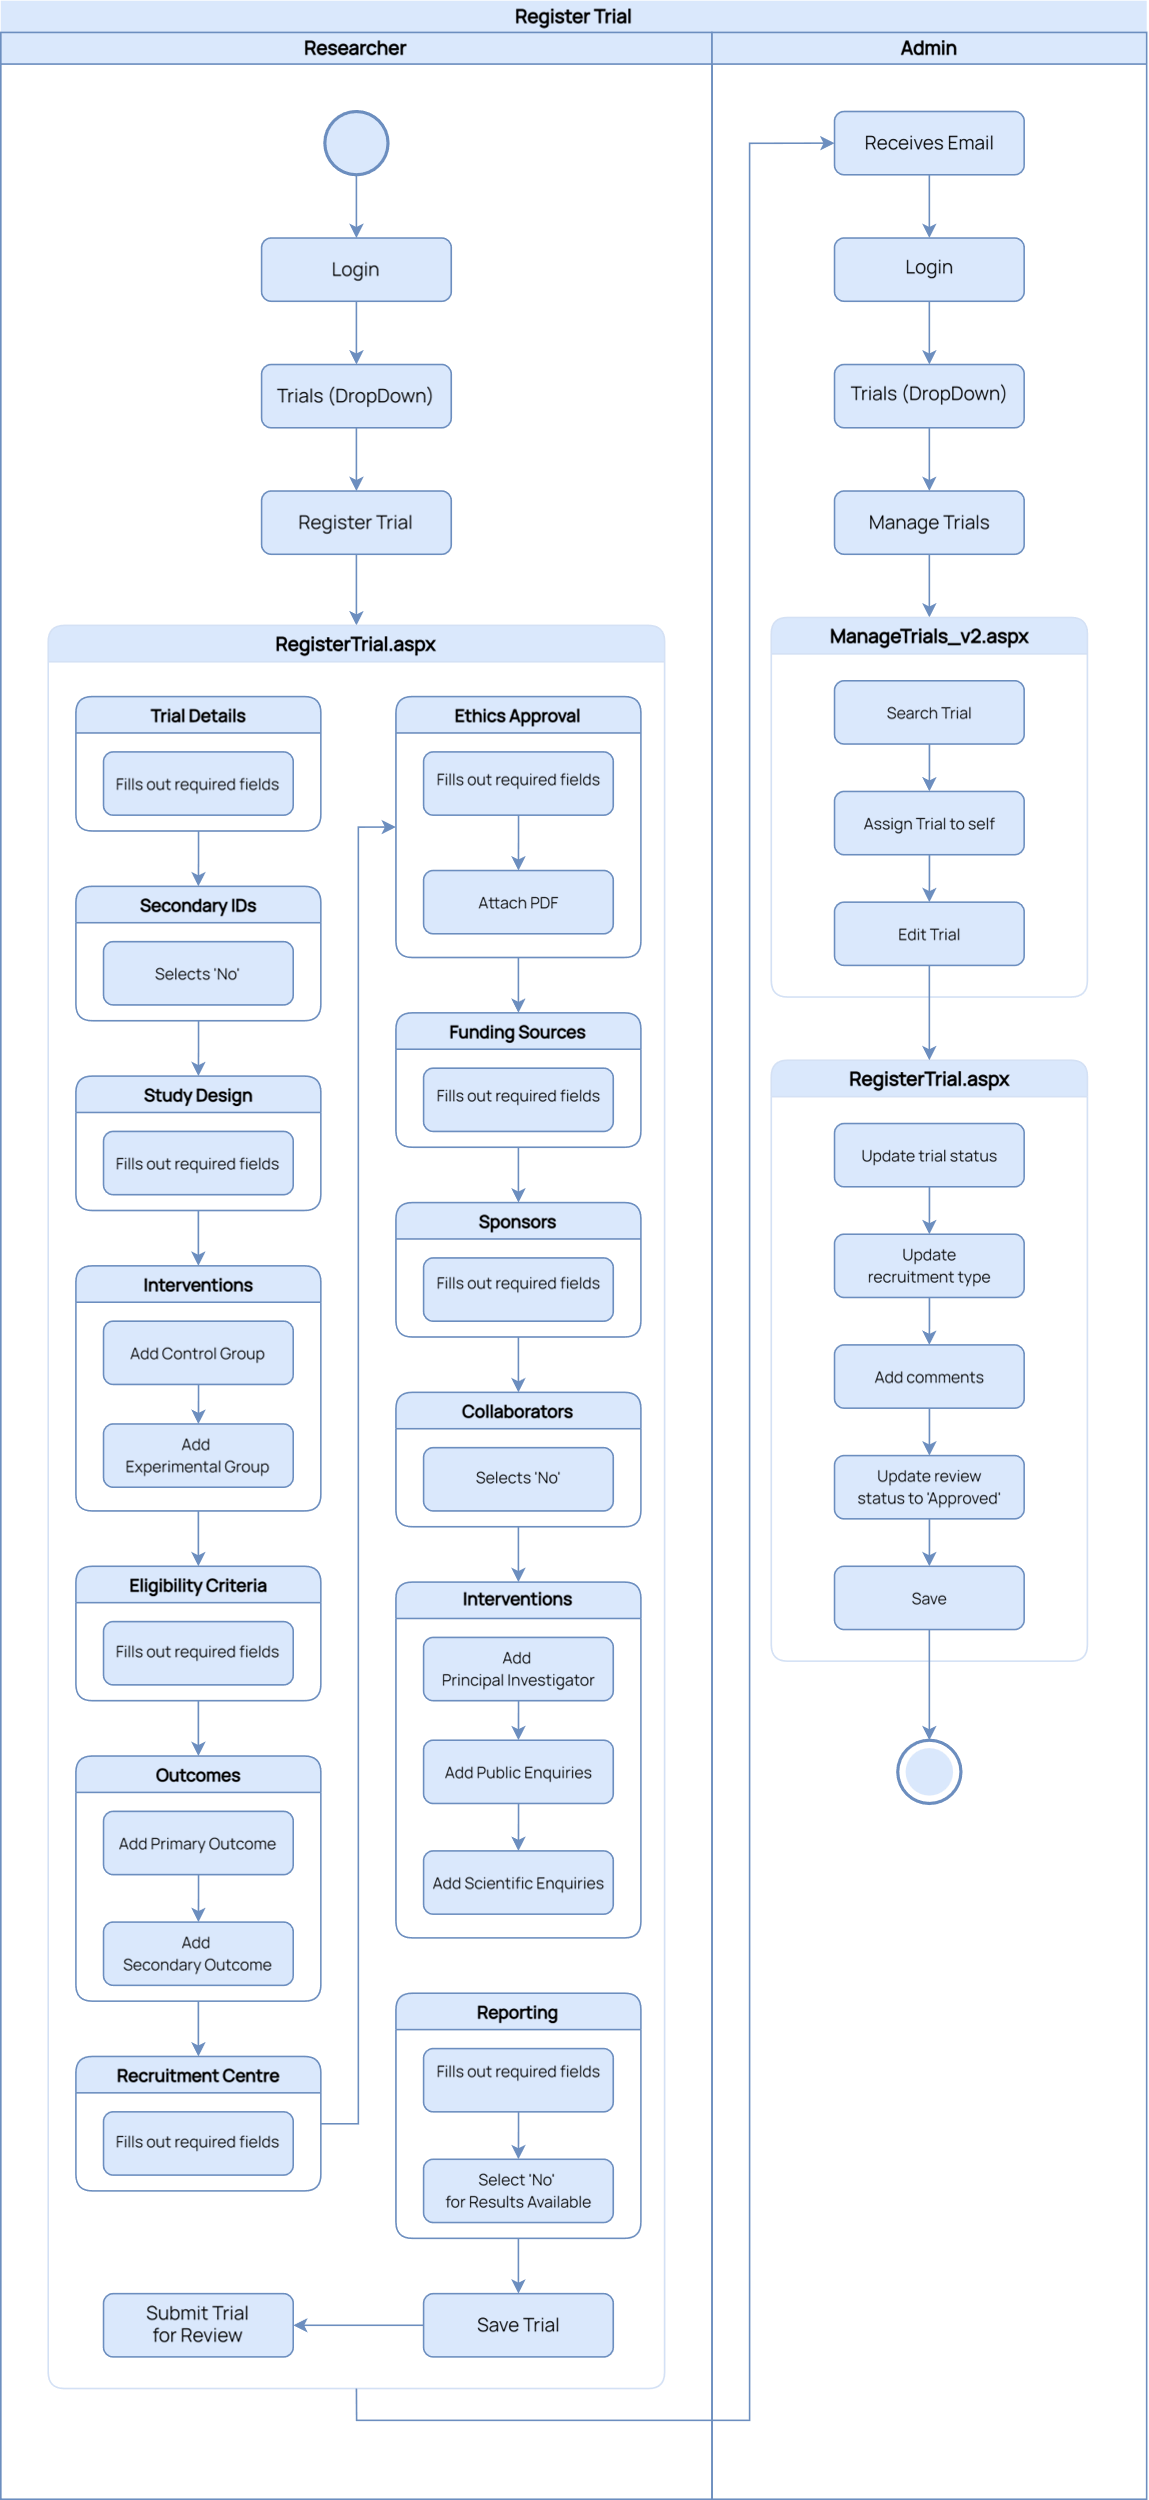 Register Trial
Researcher
Login
Trials (DropDown)
Register Trial
RegisterTrial.aspx
Trial Details
Fills out required fields
Secondary IDs
Selects 'No'
Study Design
Fills out required fields
Interventions
Add Control Group
Add
Experimental Group
Eligibility Criteria
Fills out required fields
Outcomes
Add Primary Outcome
Add
Secondary Outcome
Recruitment Centre
Fills out required fields
Ethics Approval
Fills out required fields
Attach PDF
Funding Sources
Fills out required fields
Sponsors
Fills out required fields
Collaborators
Selects 'No'
Interventions
Add
Principal Investigator
Add Public Enquiries
Add Scientific Enquiries
Reporting
Fills out required fields
Select 'No'
for Results Available
Save Trial
Submit Trial
for Review
Admin
Receives Email
Login
Trials (DropDown)
Manage Trials
ManageTrials_v2.aspx
Search Trial
Assign Trial to self
Edit Trial
RegisterTrial.aspx
Update trial status
Update
recruitment type
Add comments
Update review
status to 'Approved'
Save